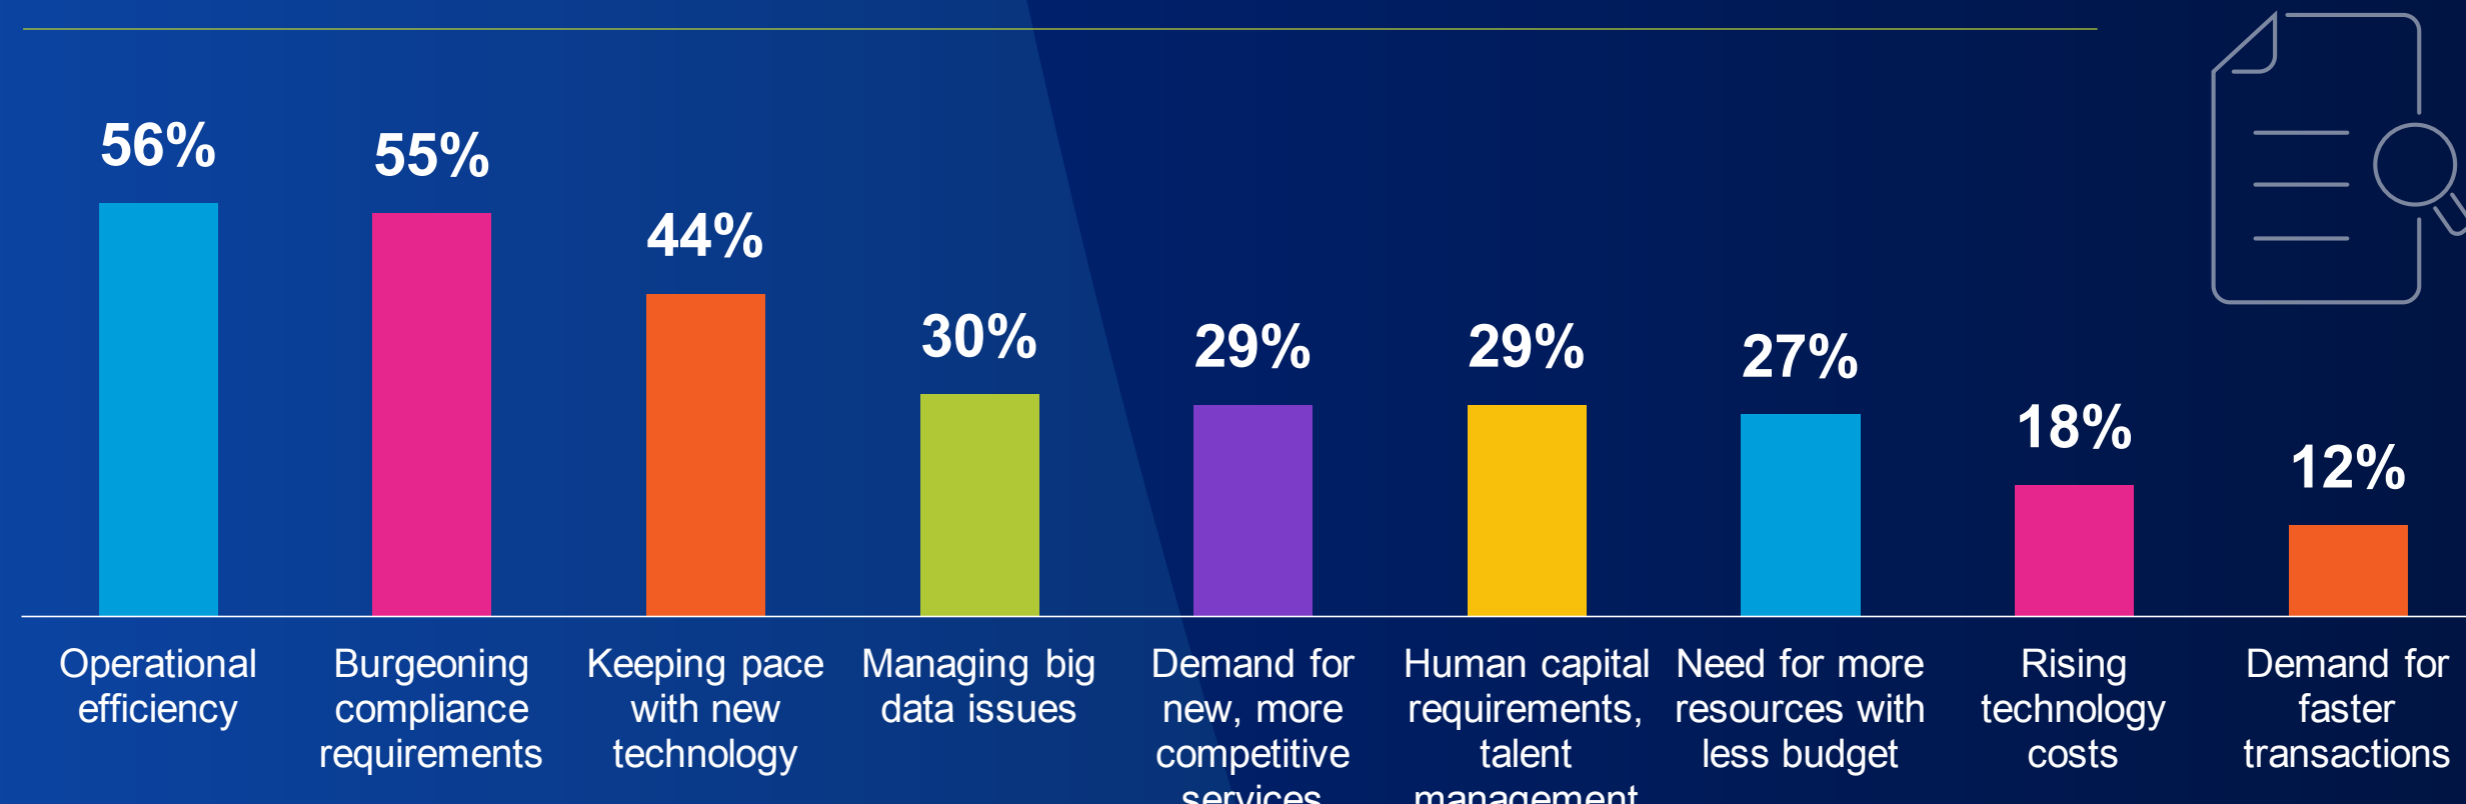 56%
55%
44%
30%
29%
29%
27%
18%
12%
Operational
efficiency
Burgeoning
compliance
requirements
Keeping pace
with new
technology
Managing big
data issues
Demand for
new, more
competitive
services
Human capital
requirements,
talent
management
Need for more
resources with
less budget
Rising
technology
costs
Demand for
faster
transactions